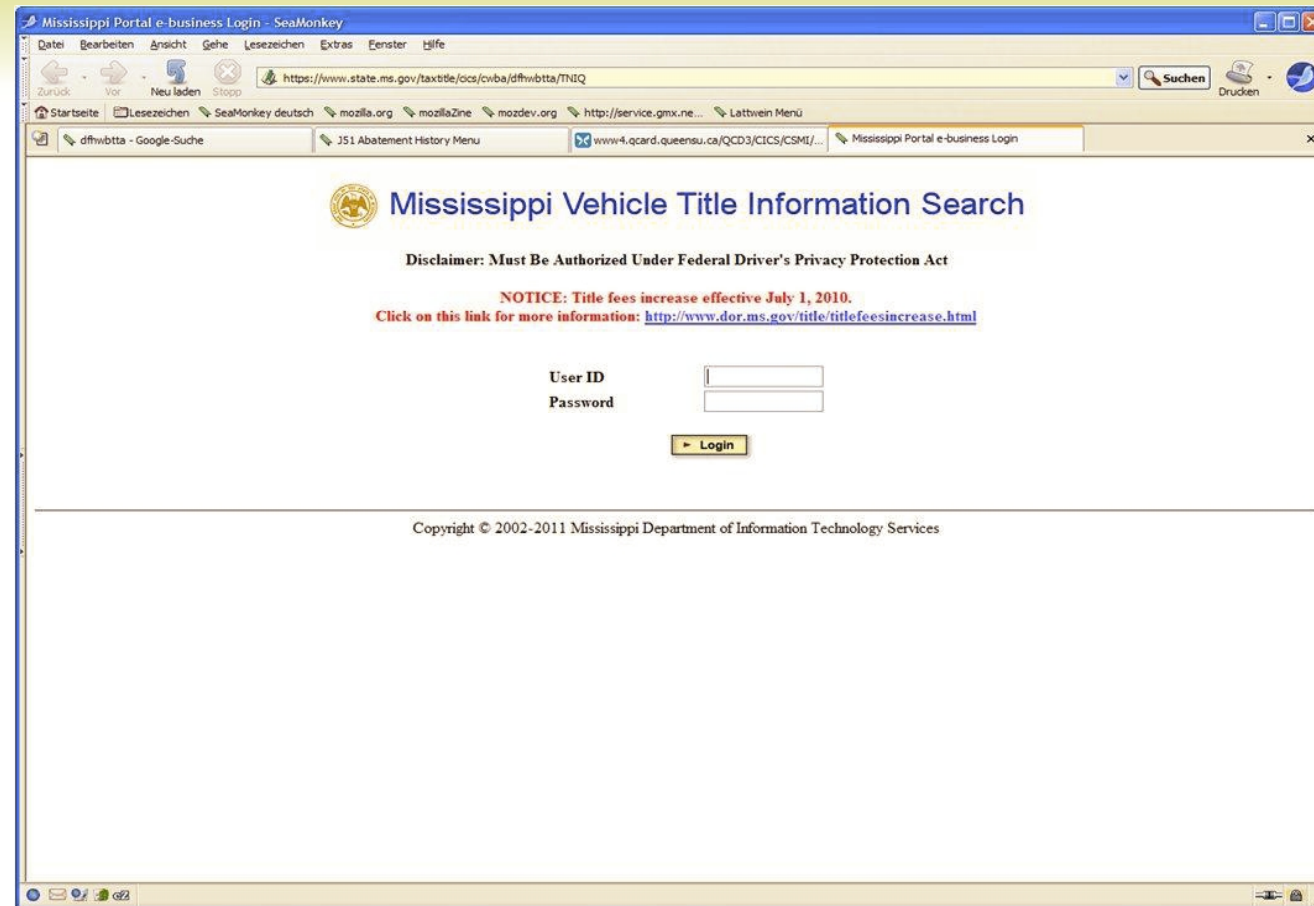 Mississippi Portal e-business Login - SeaMonkey
Datei Bearbeiten Ansicht Gehe Lesezeichen Extras Fenster Hilfe
Zurück Vor Neu laden Stopp https://www.state.ms.gov/taxtitle/cics/cwba/dfhwbtta/TNIQ Suchen Drucken
Startseite Lesezeichen SeaMonkey deutsch mozilla.org mozillaZine mozdev.org http://service.gmx.ne... Lattwein Menü
dfhwbtta - Google-Suche J51 Abatement History Menu www4.qcard.queensu.ca/QCD3/CICS/CSMI/... Mississippi Portal e-business Login
Mississippi Vehicle Title Information Search
Disclaimer: Must Be Authorized Under Federal Driver's Privacy Protection Act
NOTICE: Title fees increase effective July 1, 2010.
Click on this link for more information: http://www.dor.ms.gov/title/titlefeesincrease.html
User ID
Password
Login
Copyright © 2002-2011 Mississippi Department of Information Technology Services